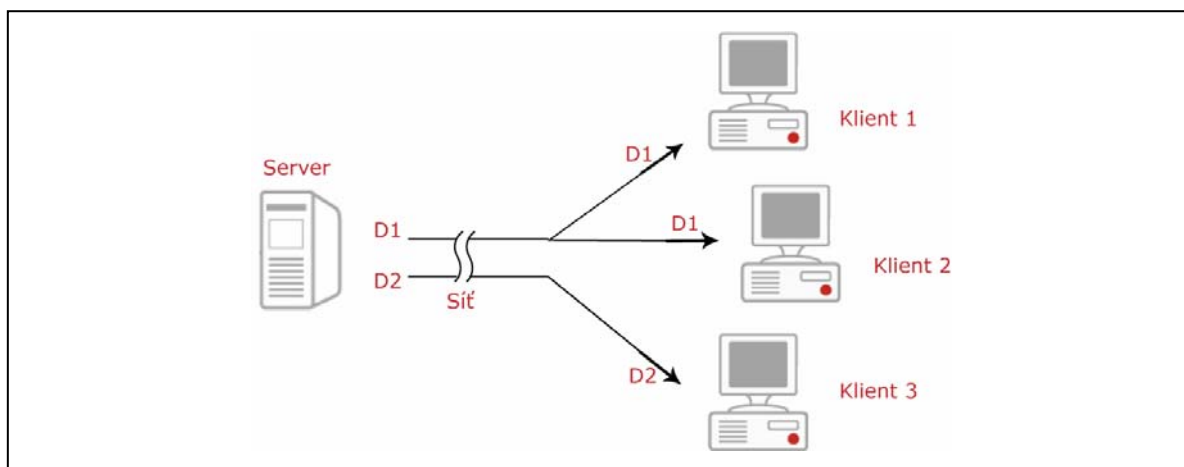 Server
D1
D2
Síť
D1
Klient 1
D1
Klient 2
D2
Klient 3